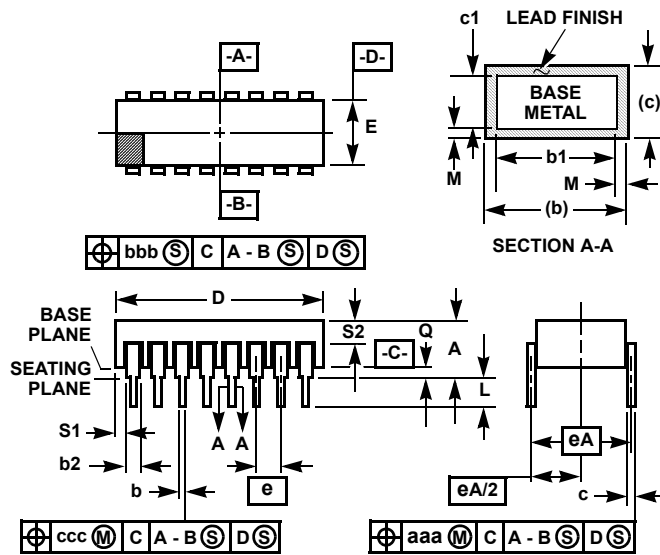 c1
LEAD FINISH
-A-
-D-
BASE
METAL
(c)
E
b1
M
M
(b)
-B-
SECTION A-A
⌖ bbb Ⓢ C A - B Ⓢ D Ⓢ
D
BASE
PLANE
S2
Q
-C-
A
SEATING
PLANE
L
S1
A A
eA
b2
b
e
eA/2
c
⌖ ccc Ⓜ C A - B Ⓢ D Ⓢ
⌖ aaa Ⓜ C A - B Ⓢ D Ⓢ